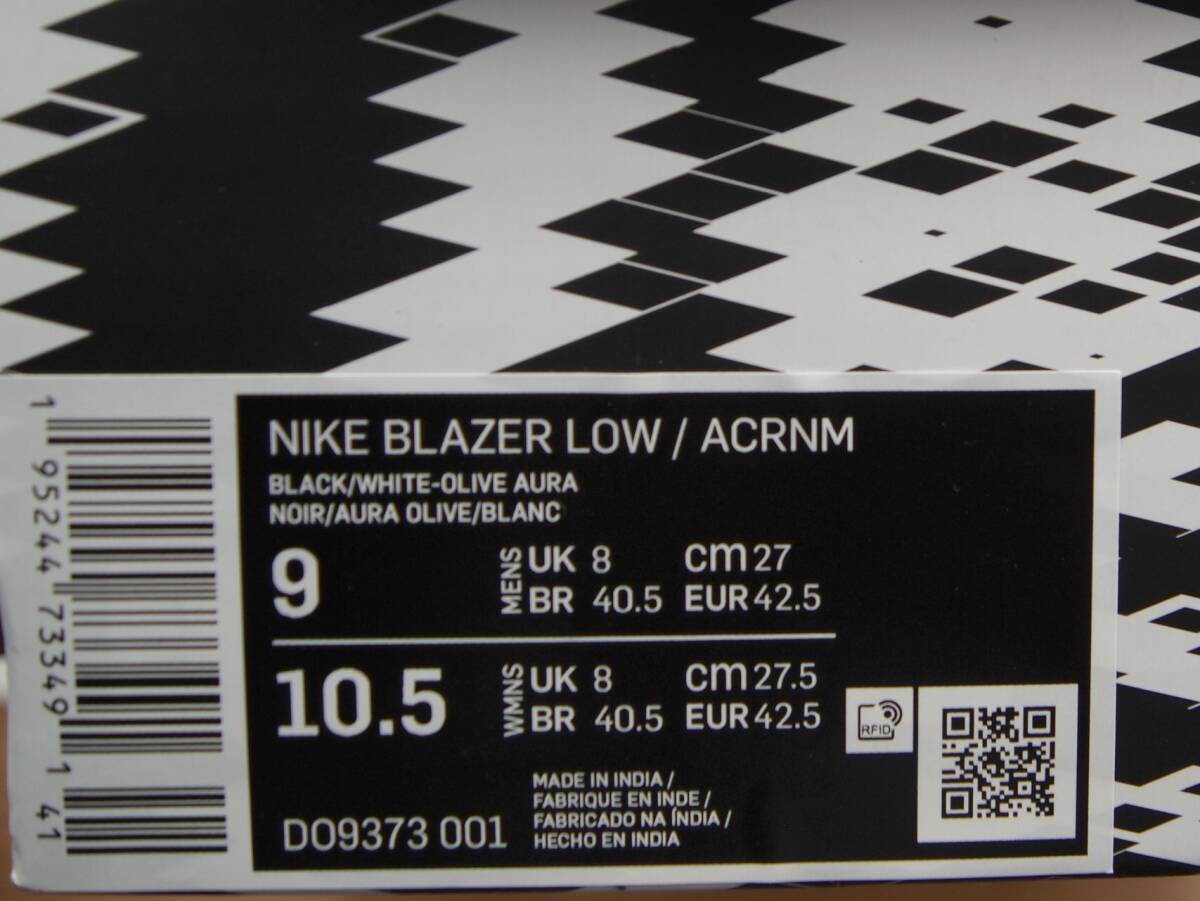 NIKE BLAZER LOW / ACRNM
BLACK/WHITE-OLIVE AURA
NOIR/AURA OLIVE/BLANC
9 MENS UK 8 cm 27
BR 40.5 EUR 42.5
10.5 WMNS UK 8 cm 27.5
BR 40.5 EUR 42.5
RFID
MADE IN INDIA /
FABRIQUE EN INDE /
FABRICADO NA ÍNDIA /
HECHO EN INDIA
DO9373 001
1 95244 73349 1 41